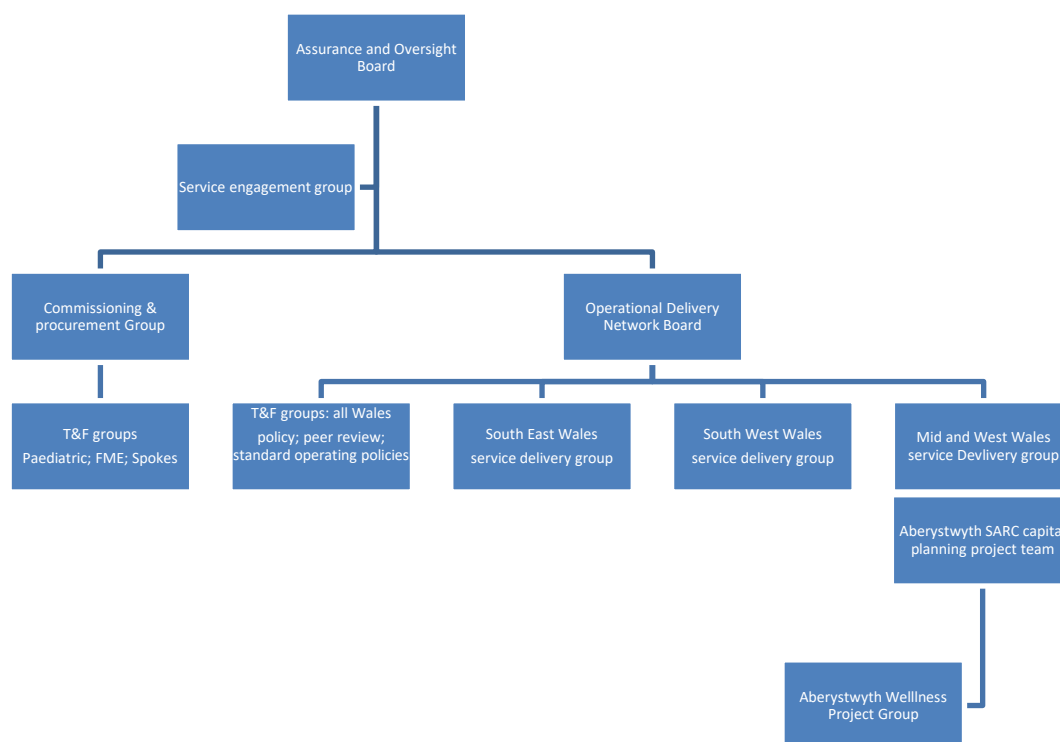 Assurance and Oversight
Board
Service engagement group
Commissioning &
procurement Group
Operational Delivery
Network Board
T&F groups
Paediatric; FME; Spokes
T&F groups: all Wales
policy; peer review;
standard operating policies
South East Wales
service delivery group
South West Wales
service delivery group
Mid and West Wales
service Devlivery group
Aberystwyth SARC capital
planning project team
Aberystwyth Welllness
Project Group